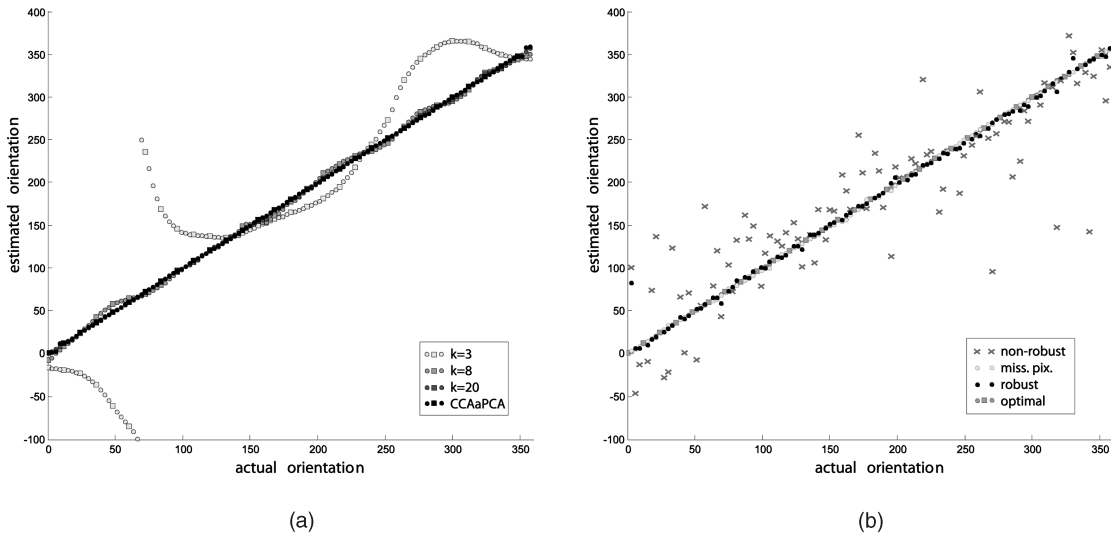 400
350
300
250
200
150
100
50
0
-50
-100
estimated orientation
0 50 100 150 200 250 300 350
actual orientation
k=3
k=8
k=20
CCAaPCA
(a)
400
350
300
250
200
150
100
50
0
-50
-100
estimated orientation
0 50 100 150 200 250 300 350
actual orientation
non-robust
miss. pix.
robust
optimal
(b)